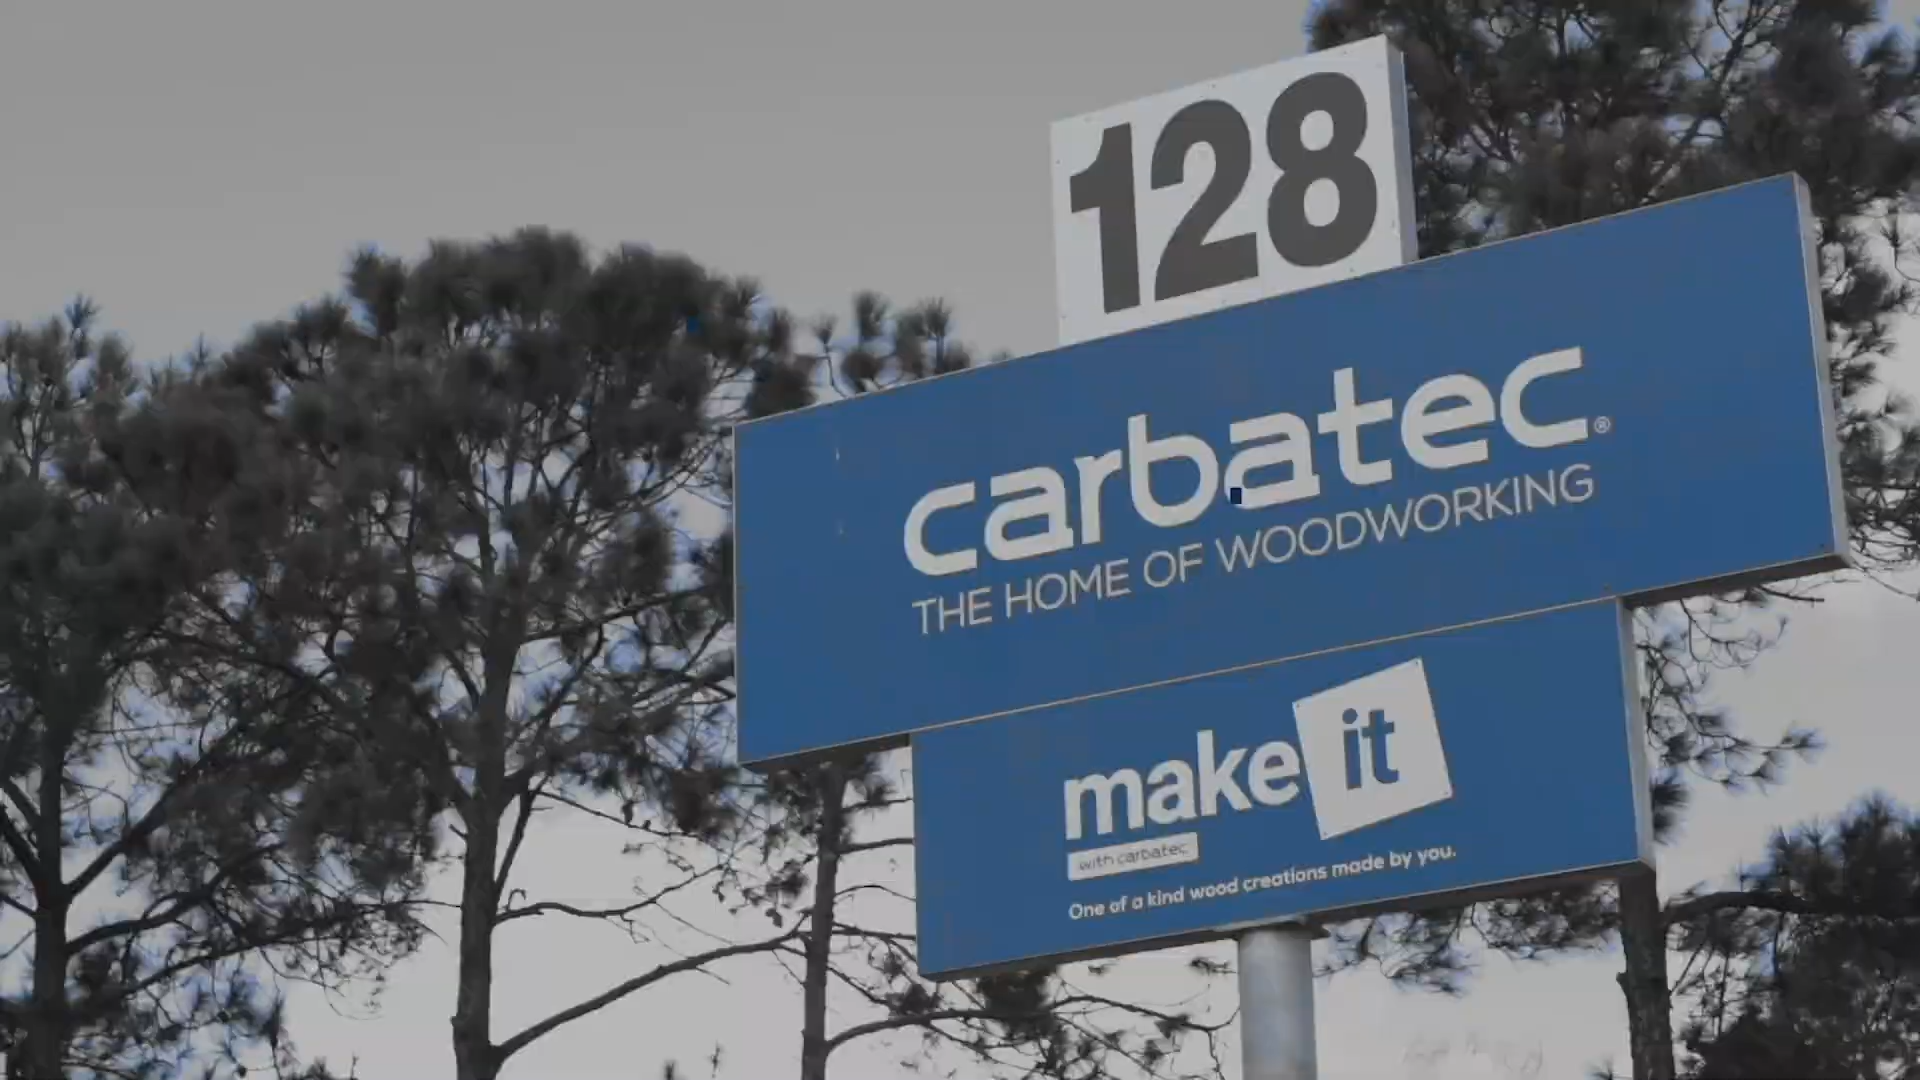 128
carbatec®
THE HOME OF WOODWORKING
make it
with carbatec
One of a kind wood creations made by you.